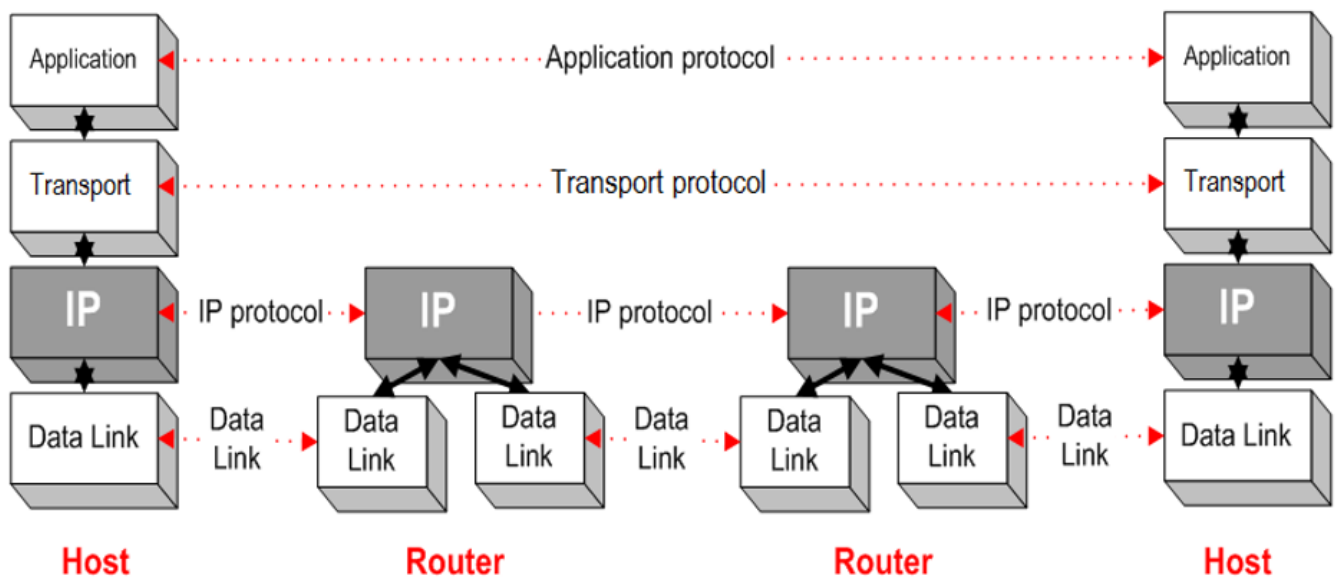 Application
Application protocol
Application
Transport
Transport protocol
Transport
IP
IP protocol
IP
IP protocol
IP
IP protocol
IP
Data Link
Data
Link
Data
Link
Data
Link
Data
Link
Data
Link
Data
Link
Data
Link
Data Link
Host
Router
Router
Host